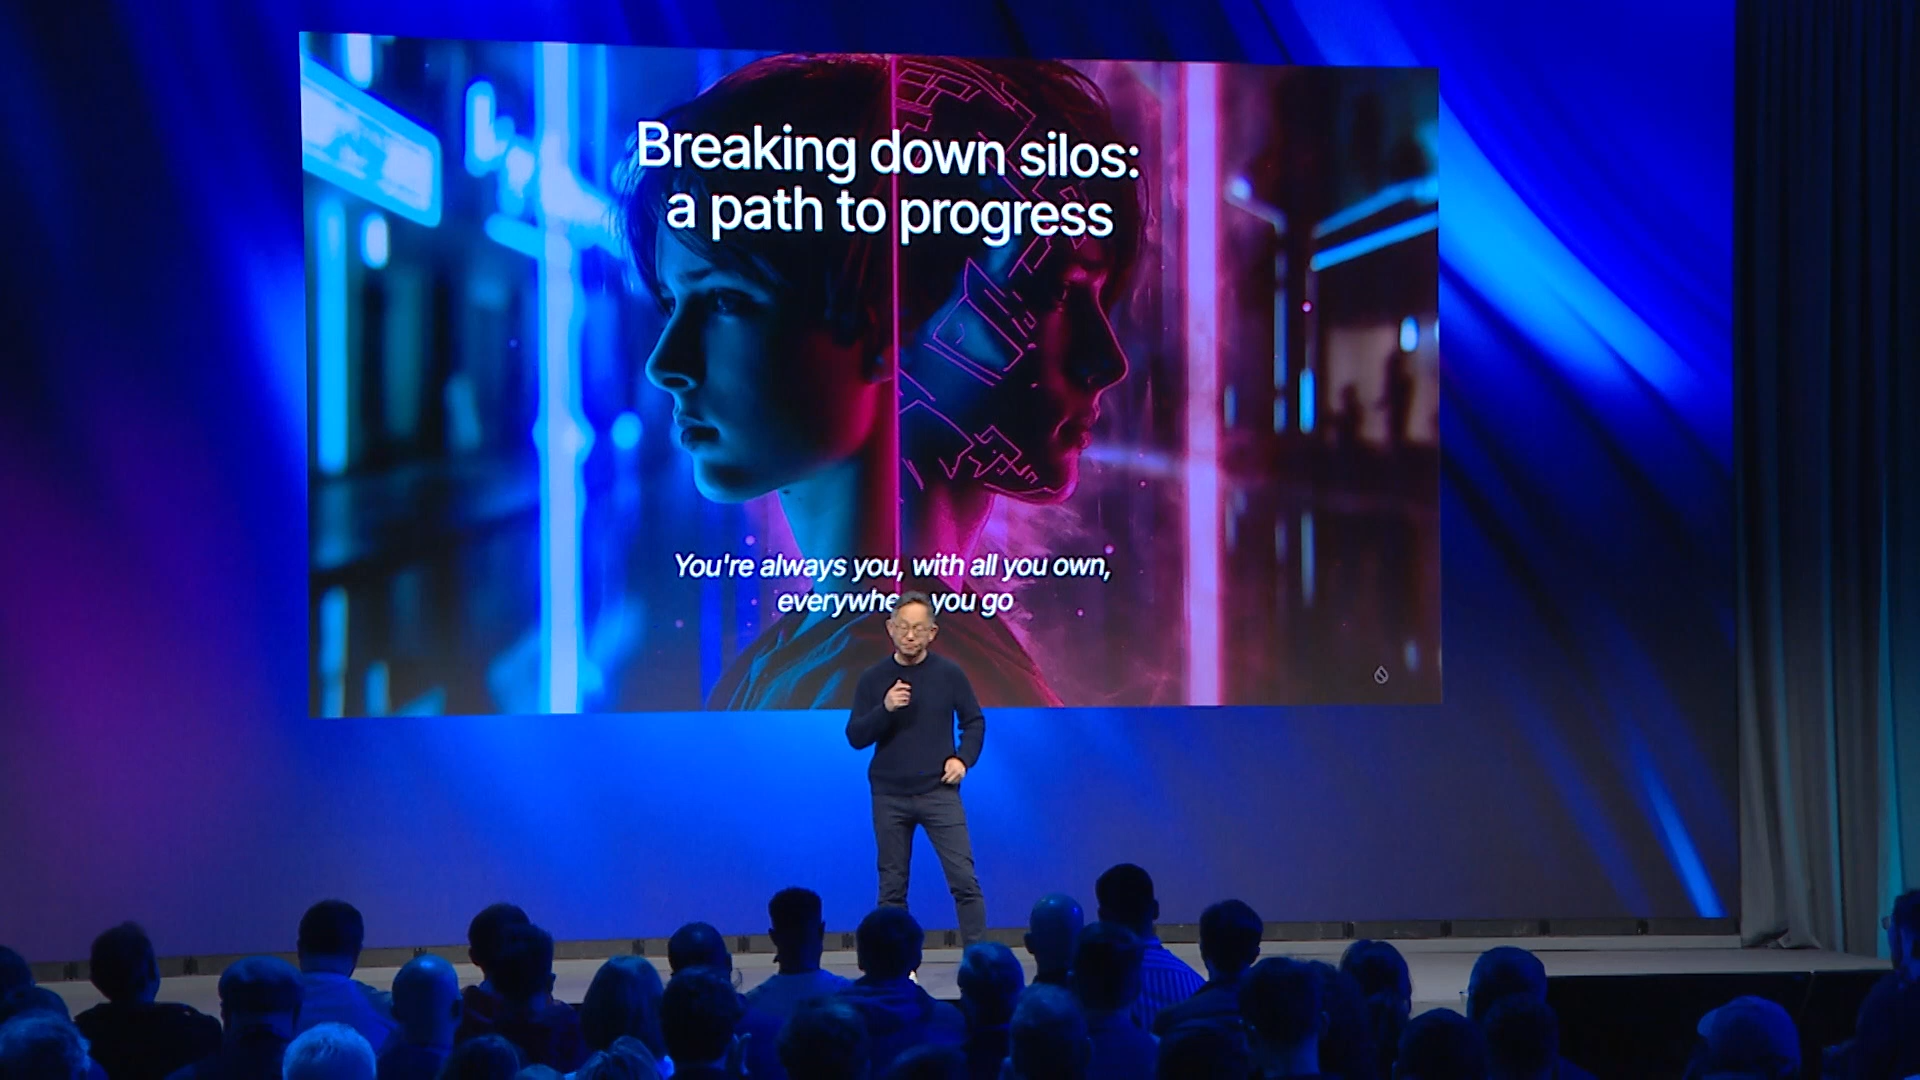 Breaking down silos:
a path to progress
You're always you, with all you own,
everywhe you go